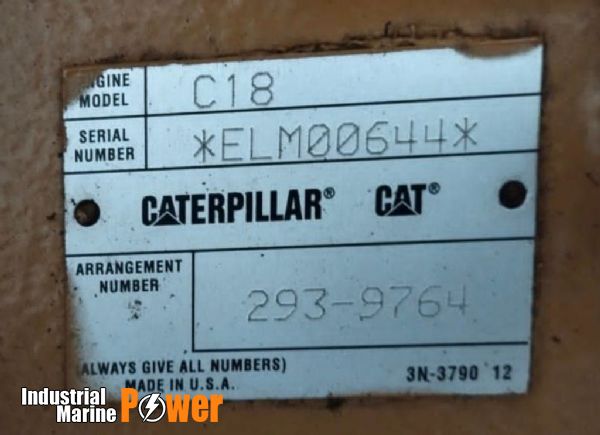 ENGINE
MODEL
C18
SERIAL
NUMBER
*ELM00644*
CATERPILLAR® CAT®
ARRANGEMENT
NUMBER
293-9764
(ALWAYS GIVE ALL NUMBERS)
MADE IN U.S.A.
3N-3790 12
Industrial
Marine Power